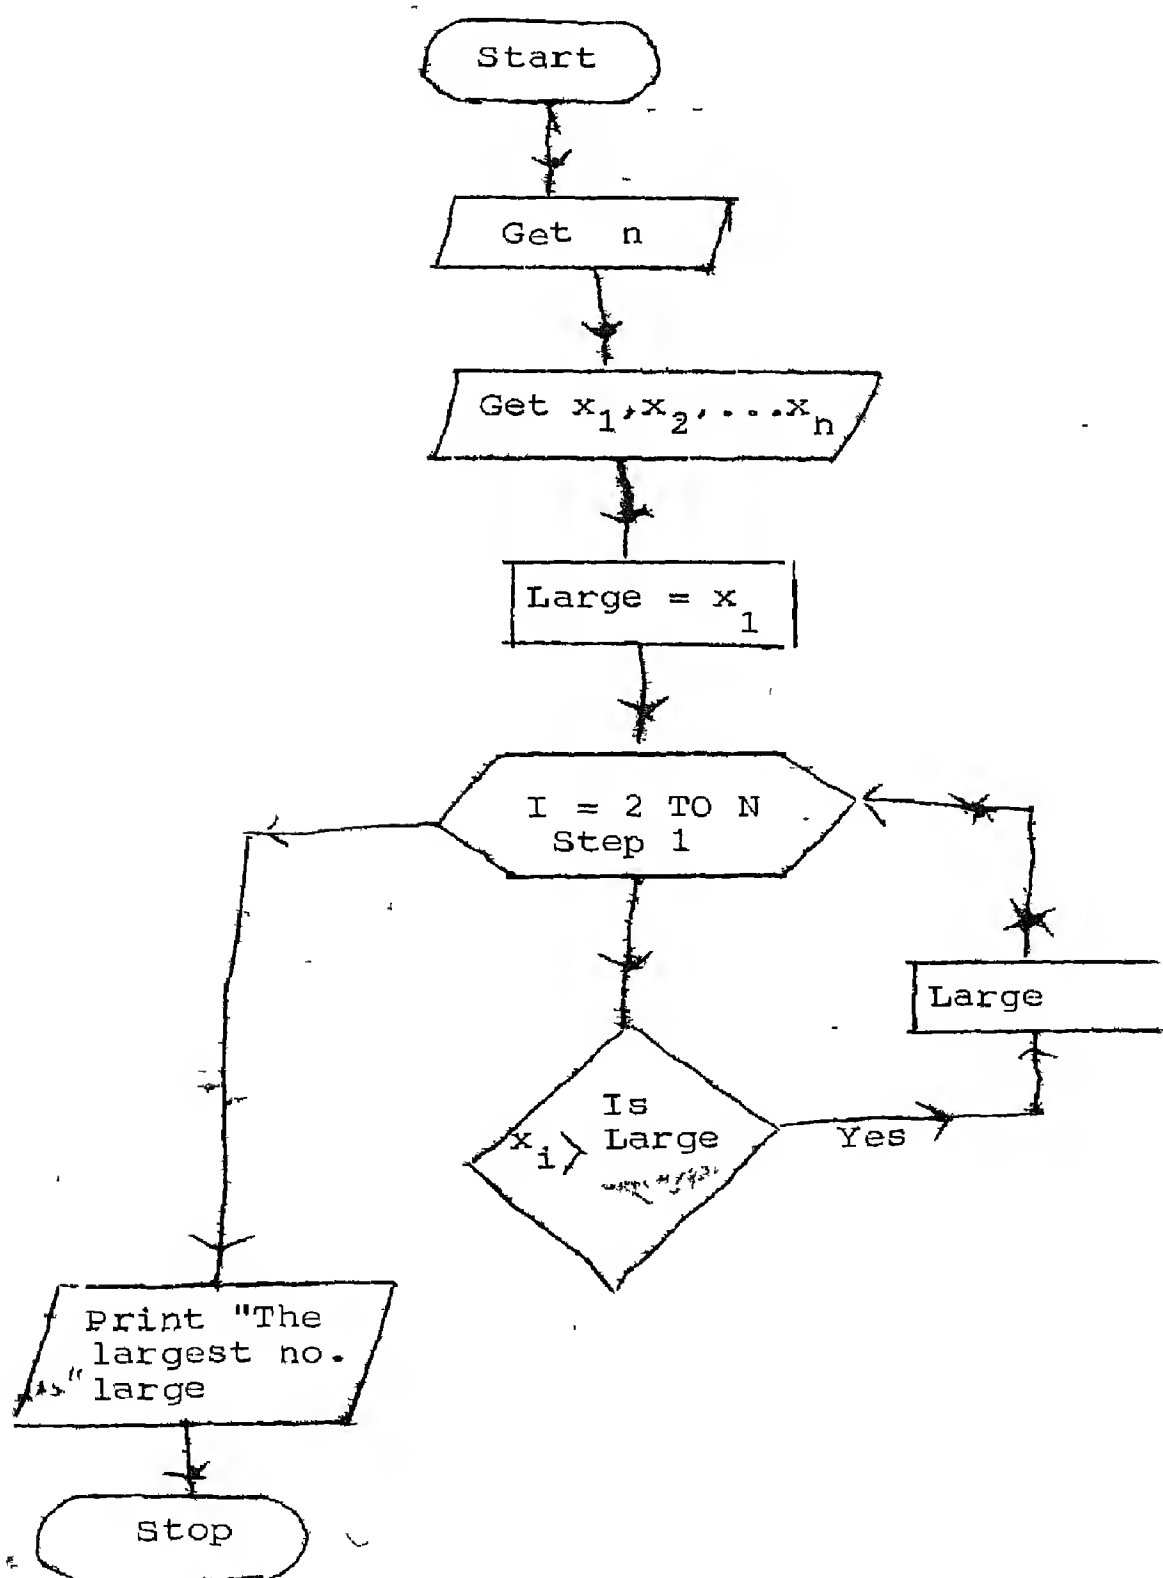 Start
Get n
Get x1,x2,...xn
Large = x1
I = 2 TO N
Step 1
Large
Is
xi> Large
Yes
Print "The
largest no.
is" large
Stop